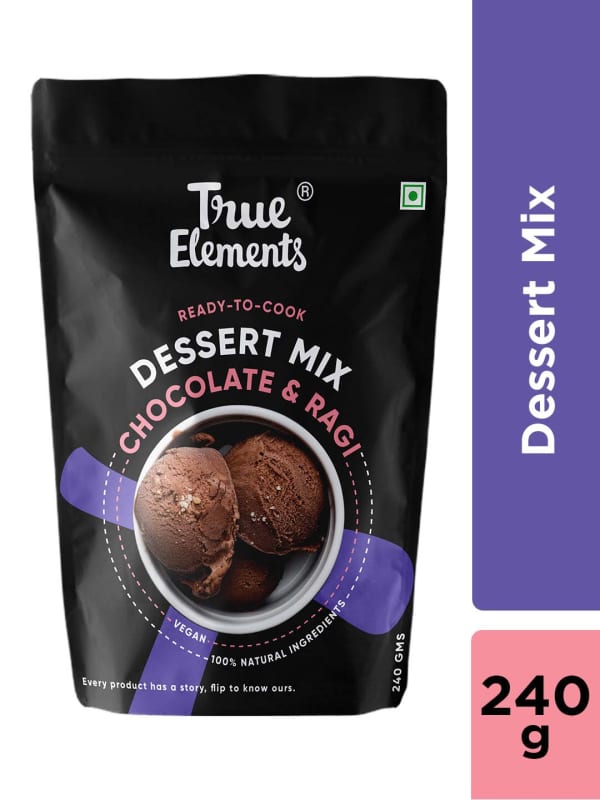 True ®
Elements
READY-TO-COOK
DESSERT MIX
CHOCOLATE & RAGI
VEGAN
100% NATURAL INGREDIENTS
240 GMS
Every product has a story, flip to know ours.
Dessert Mix
240
g